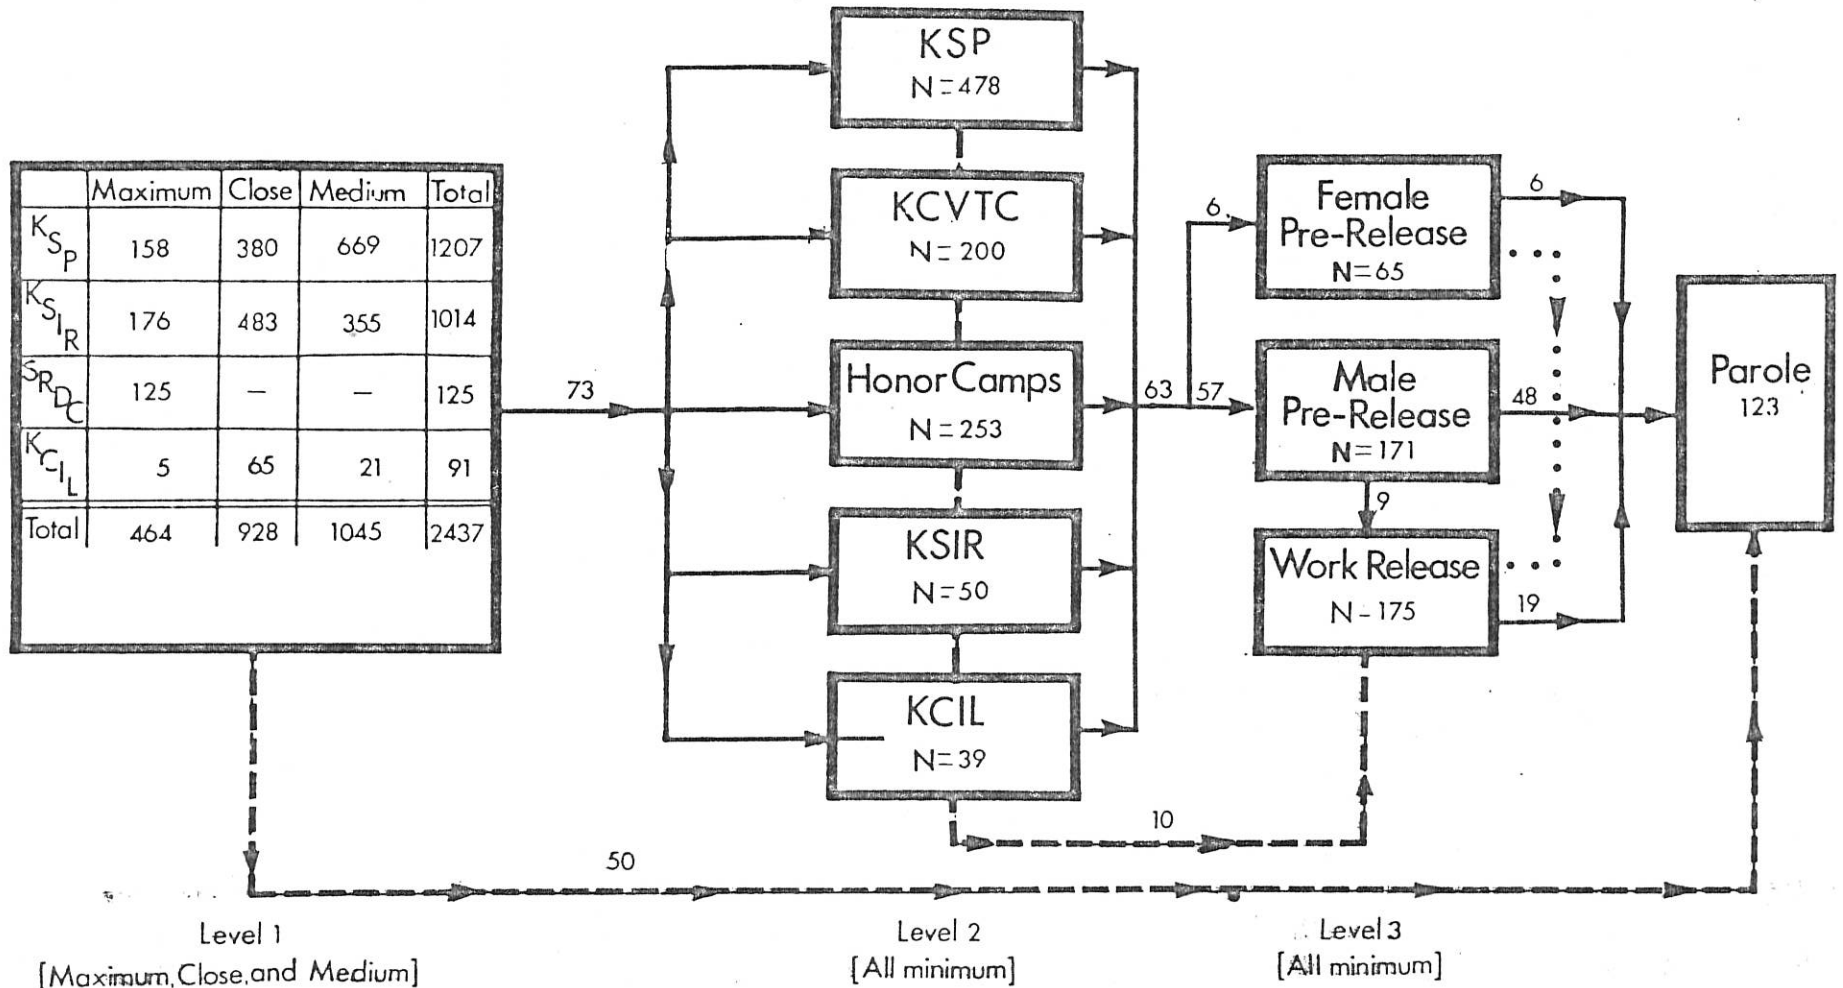 Maximum Close Medium Total
KSP 158 380 669 1207
KSIR 176 483 355 1014
SRDC 125 — — 125
KCIL 5 65 21 91
Total 464 928 1045 2437
73
50
KSP
N=478
KCVTC
N=200
Honor Camps
N=253
KSIR
N=50
KCIL
N=39
10
63 57
6
Female
Pre-Release
N=65
6
Male
Pre-Release
N=171
48
9
Work Release
N-175
19
Parole
123
Level 1
[Maximum, Close, and Medium]
Level 2
[All minimum]
Level 3
[All minimum]